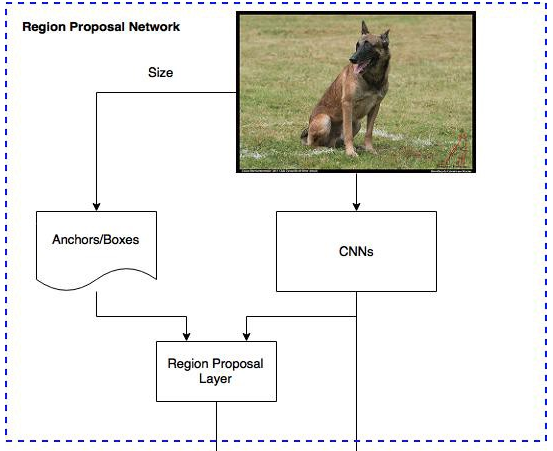 Region Proposal Network
Size
Anchors/Boxes
CNNs
Region Proposal
Layer